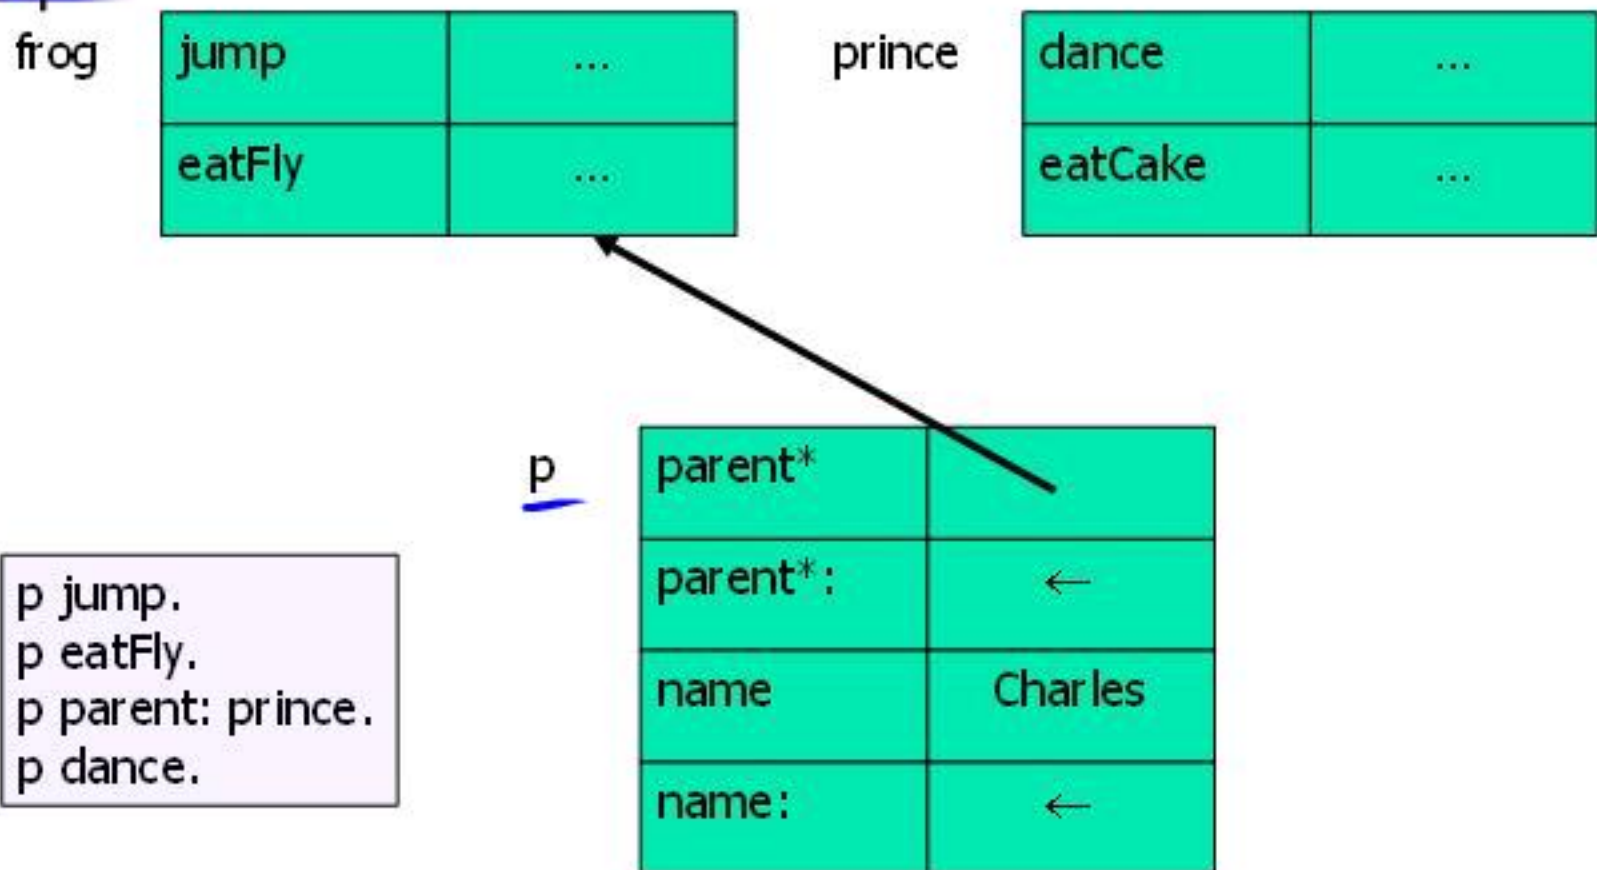 frog
jump ...
eatFly ...
prince
dance ...
eatCake ...
p
parent*
parent*: ←
name Charles
name: ←
p jump.
p eatFly.
p parent: prince.
p dance.